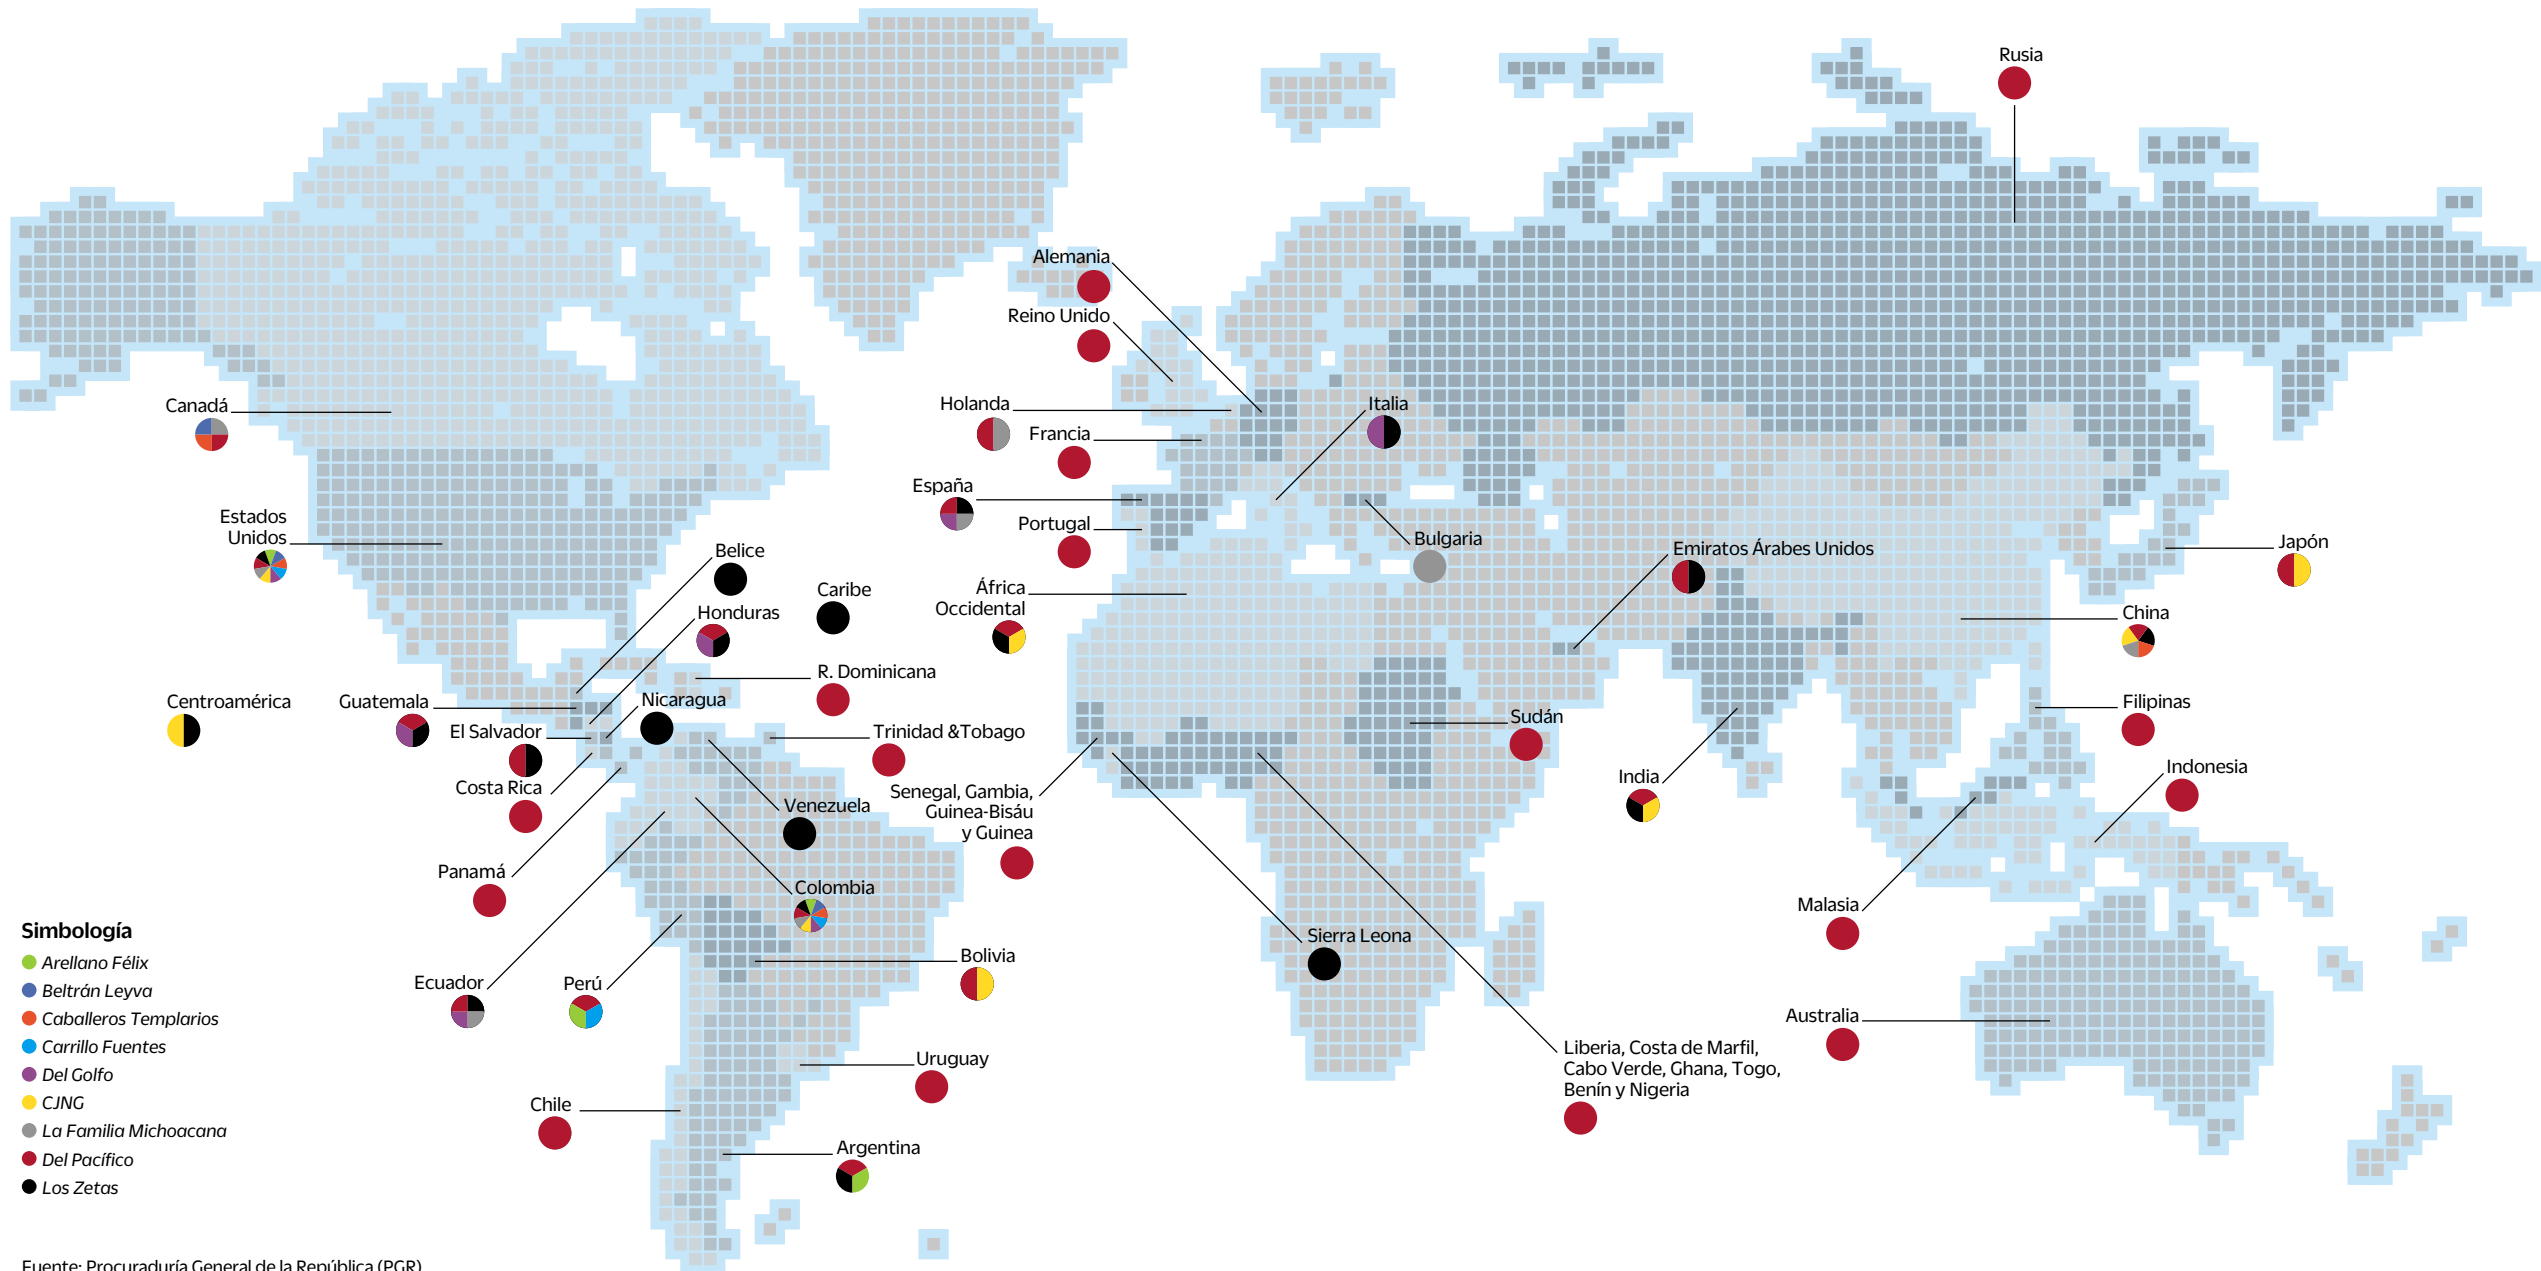 Rusia
Alemania
Reino Unido
Canadá
Holanda
Italia
Francia
España
Estados
Unidos
Portugal
Bulgaria
Belice
Emiratos Árabes Unidos
Japón
Caribe
África
Occidental
Honduras
China
R. Dominicana
Centroamérica
Guatemala
Nicaragua
Filipinas
El Salvador
Trinidad &Tobago
Sudán
Costa Rica
India
Indonesia
Senegal, Gambia,
Guinea-Bisáu
y Guinea
Venezuela
Panamá
Colombia
Malasia
Sierra Leona
Bolivia
Ecuador
Perú
Australia
Liberia, Costa de Marfil,
Cabo Verde, Ghana, Togo,
Benín y Nigeria
Uruguay
Chile
Argentina
Simbología
Arellano Félix
Beltrán Leyva
Caballeros Templarios
Carrillo Fuentes
Del Golfo
CJNG
La Familia Michoacana
Del Pacífico
Los Zetas
Fuente: Procuraduría General de la República (PGR)